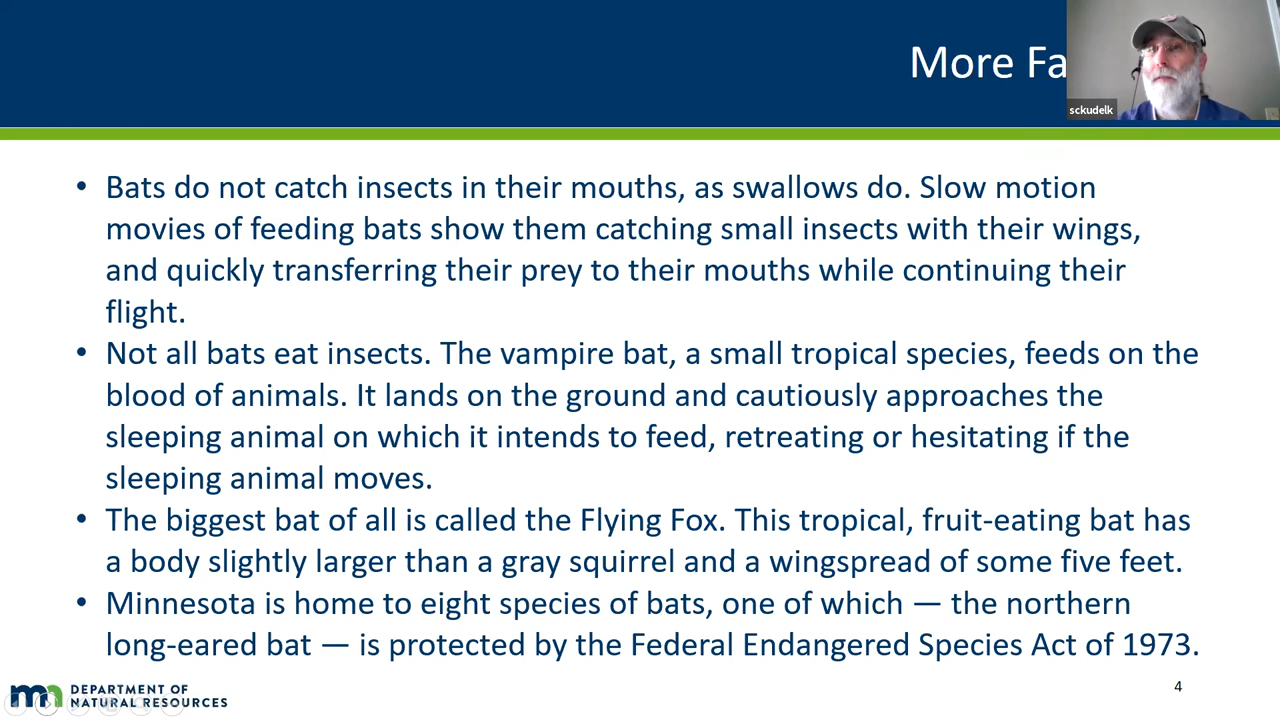 More Fa
sckudelk
• Bats do not catch insects in their mouths, as swallows do. Slow motion
movies of feeding bats show them catching small insects with their wings,
and quickly transferring their prey to their mouths while continuing their
flight.
• Not all bats eat insects. The vampire bat, a small tropical species, feeds on the
blood of animals. It lands on the ground and cautiously approaches the
sleeping animal on which it intends to feed, retreating or hesitating if the
sleeping animal moves.
• The biggest bat of all is called the Flying Fox. This tropical, fruit-eating bat has
a body slightly larger than a gray squirrel and a wingspread of some five feet.
• Minnesota is home to eight species of bats, one of which — the northern
long-eared bat — is protected by the Federal Endangered Species Act of 1973.
mn DEPARTMENT OF
NATURAL RESOURCES
4